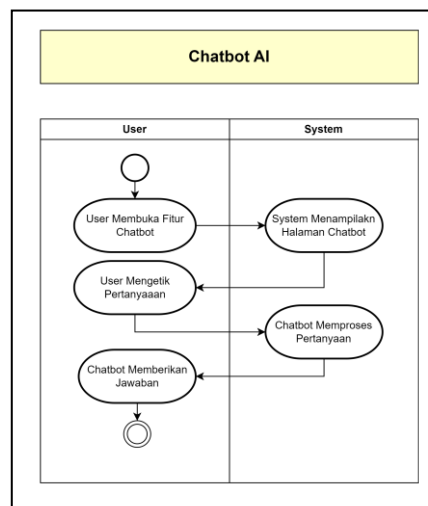 Chatbot AI
User
System
User Membuka Fitur
Chatbot
System Menampilakn
Halaman Chatbot
User Mengetik
Pertanyaaan
Chatbot Memproses
Pertanyaan
Chatbot Memberikan
Jawaban